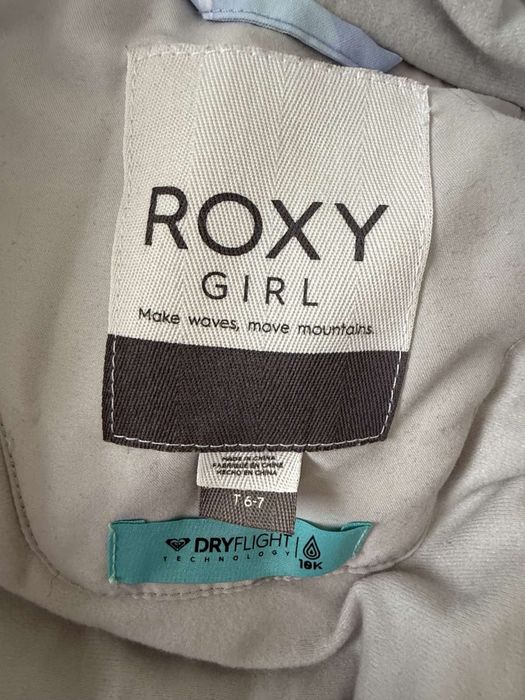 ROXY
GIRL
Make waves, move mountains.
MADE IN CHINA
FABRIQUÉ EN CHINE
HECHO EN CHINA
T 6-7
DRYFLIGHT
TECHNOLOGY
10K